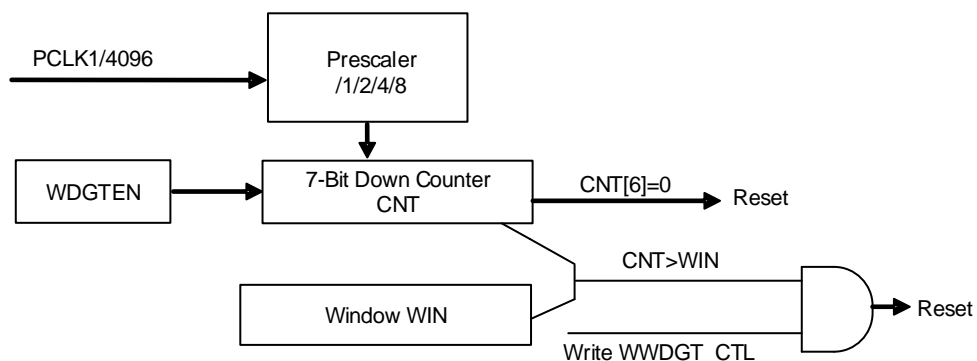 PCLK1/4096
Prescaler
/1/2/4/8
WDGTEN
7-Bit Down Counter
CNT
CNT[6]=0
Reset
CNT>WIN
Window WIN
Reset
Write WWDGT_CTL